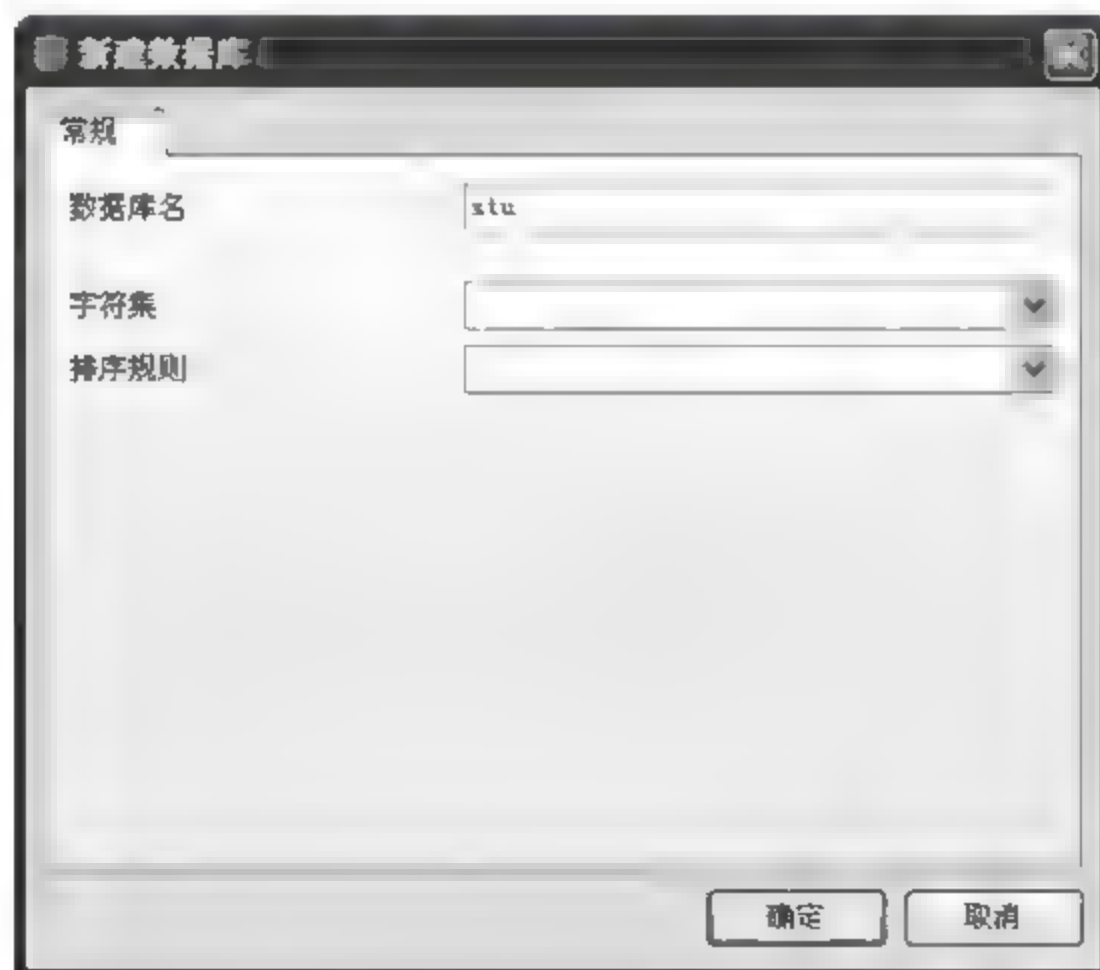 新建数据库
常规
数据库名 stu
字符集
排序规则
确定 取消